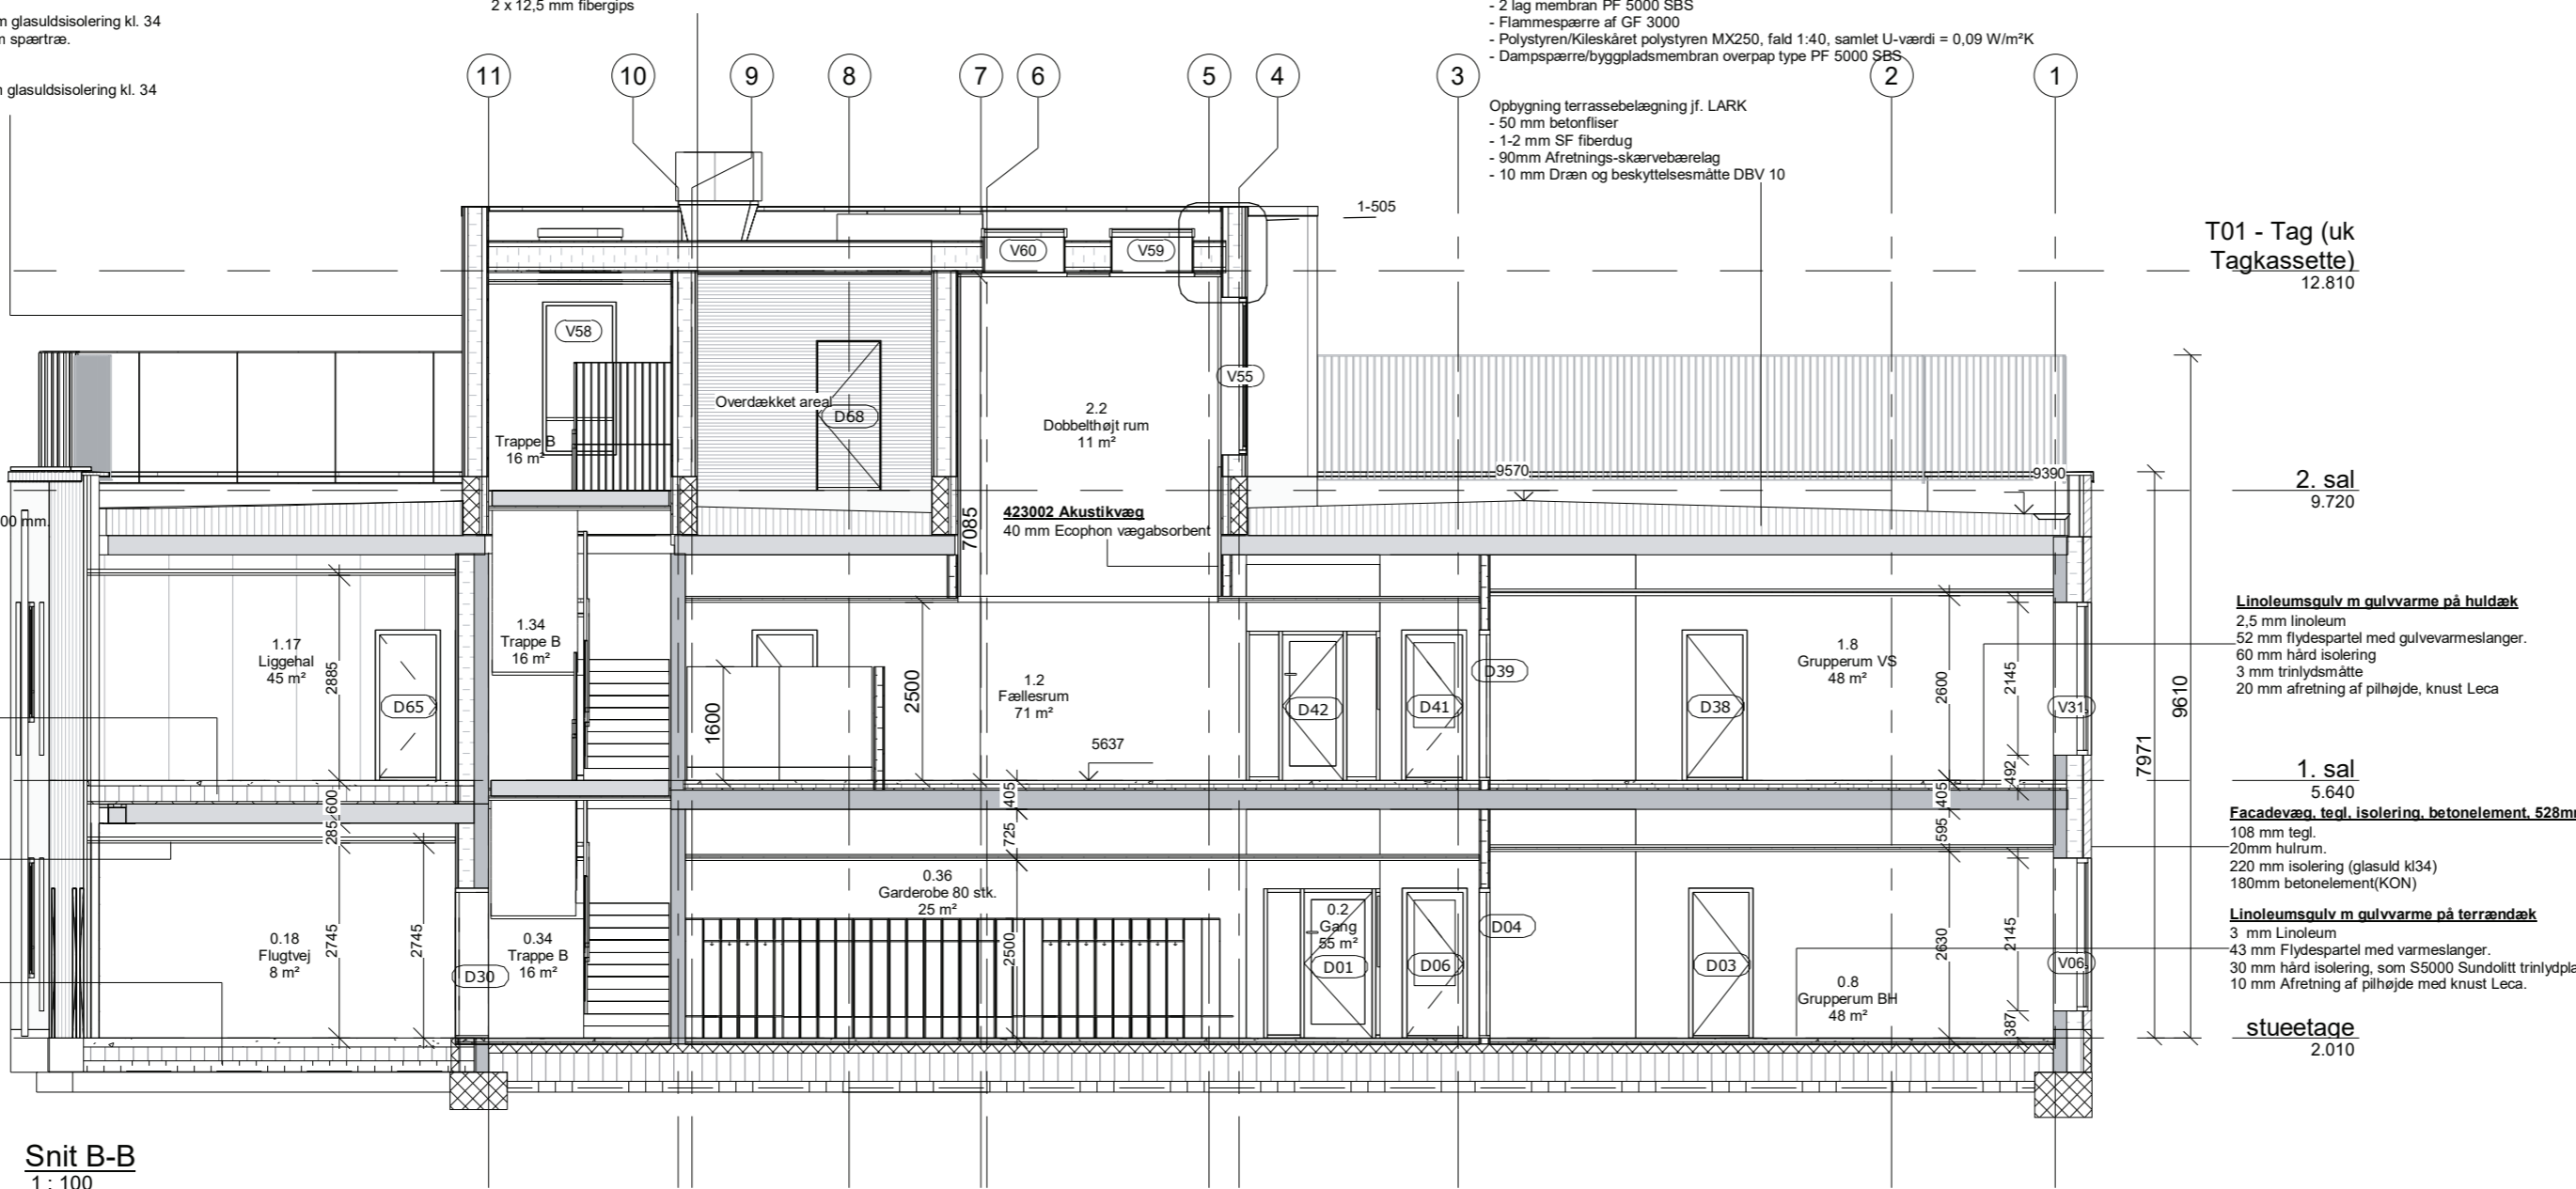 m glasuldsisolering kl. 34
m spærtræ.
m glasuldsisolering kl. 34
2 x 12,5 mm fibergips
- 2 lag membran PF 5000 SBS
- Flammespærre af GF 3000
- Polystyren/Kileskåret polystyren MX250, fald 1:40, samlet U-værdi = 0,09 W/m²K
- Dampspærre/byggpladsmembran overpap type PF 5000 SBS
11
10
9
8
7
6
5
4
3
2
1
Opbygning terrassebelægning jf. LARK
- 50 mm betonfliser
- 1-2 mm SF fiberdug
- 90mm Afretnings-skærvebærelag
- 10 mm Dræn og beskyttelsesmåtte DBV 10
1-505
T01 - Tag (uk
Tagkassette)
12.810
V60
V59
V58
V55
Overdækket areal
D68
Trappe B
16 m²
2.2
Dobbelthøjt rum
11 m²
9570
9390
2. sal
9.720
00 mm.
7085
423002 Akustikvæg
40 mm Ecophon vægabsorbent
1.17
Liggehal
45 m²
2885
D65
1.34
Trappe B
16 m²
1600
2500
1.2
Fællesrum
71 m²
5637
D42
D41
D39
D38
1.8
Grupperum VS
48 m²
2600
2145
492
V31
7971
9610
Linoleumsgulv m gulvvarme på huldæk
2,5 mm linoleum
52 mm flydespartel med gulvevarmeslanger.
60 mm hård isolering
3 mm trinlydsmåtte
20 mm afretning af pilhøjde, knust Leca
1. sal
5.640
600
285
405
725
405
595
Facadevæg, tegl, isolering, betonelement, 528mm
108 mm tegl.
20mm hulrum.
220 mm isolering (glasuld kl34)
180mm betonelement(KON)
0.18
Flugtvej
8 m²
2745
2745
D30
0.34
Trappe B
16 m²
0.36
Garderobe 80 stk.
25 m²
2500
0.2
Gang
55 m²
D01
D06
D04
D03
0.8
Grupperum BH
48 m²
2630
2145
387
V06
Linoleumsgulv m gulvvarme på terrændæk
3 mm Linoleum
43 mm Flydespartel med varmeslanger.
30 mm hård isolering, som S5000 Sundolitt trinlydpla
10 mm Afretning af pilhøjde med knust Leca.
stueetage
2.010
Snit B-B
1 : 100